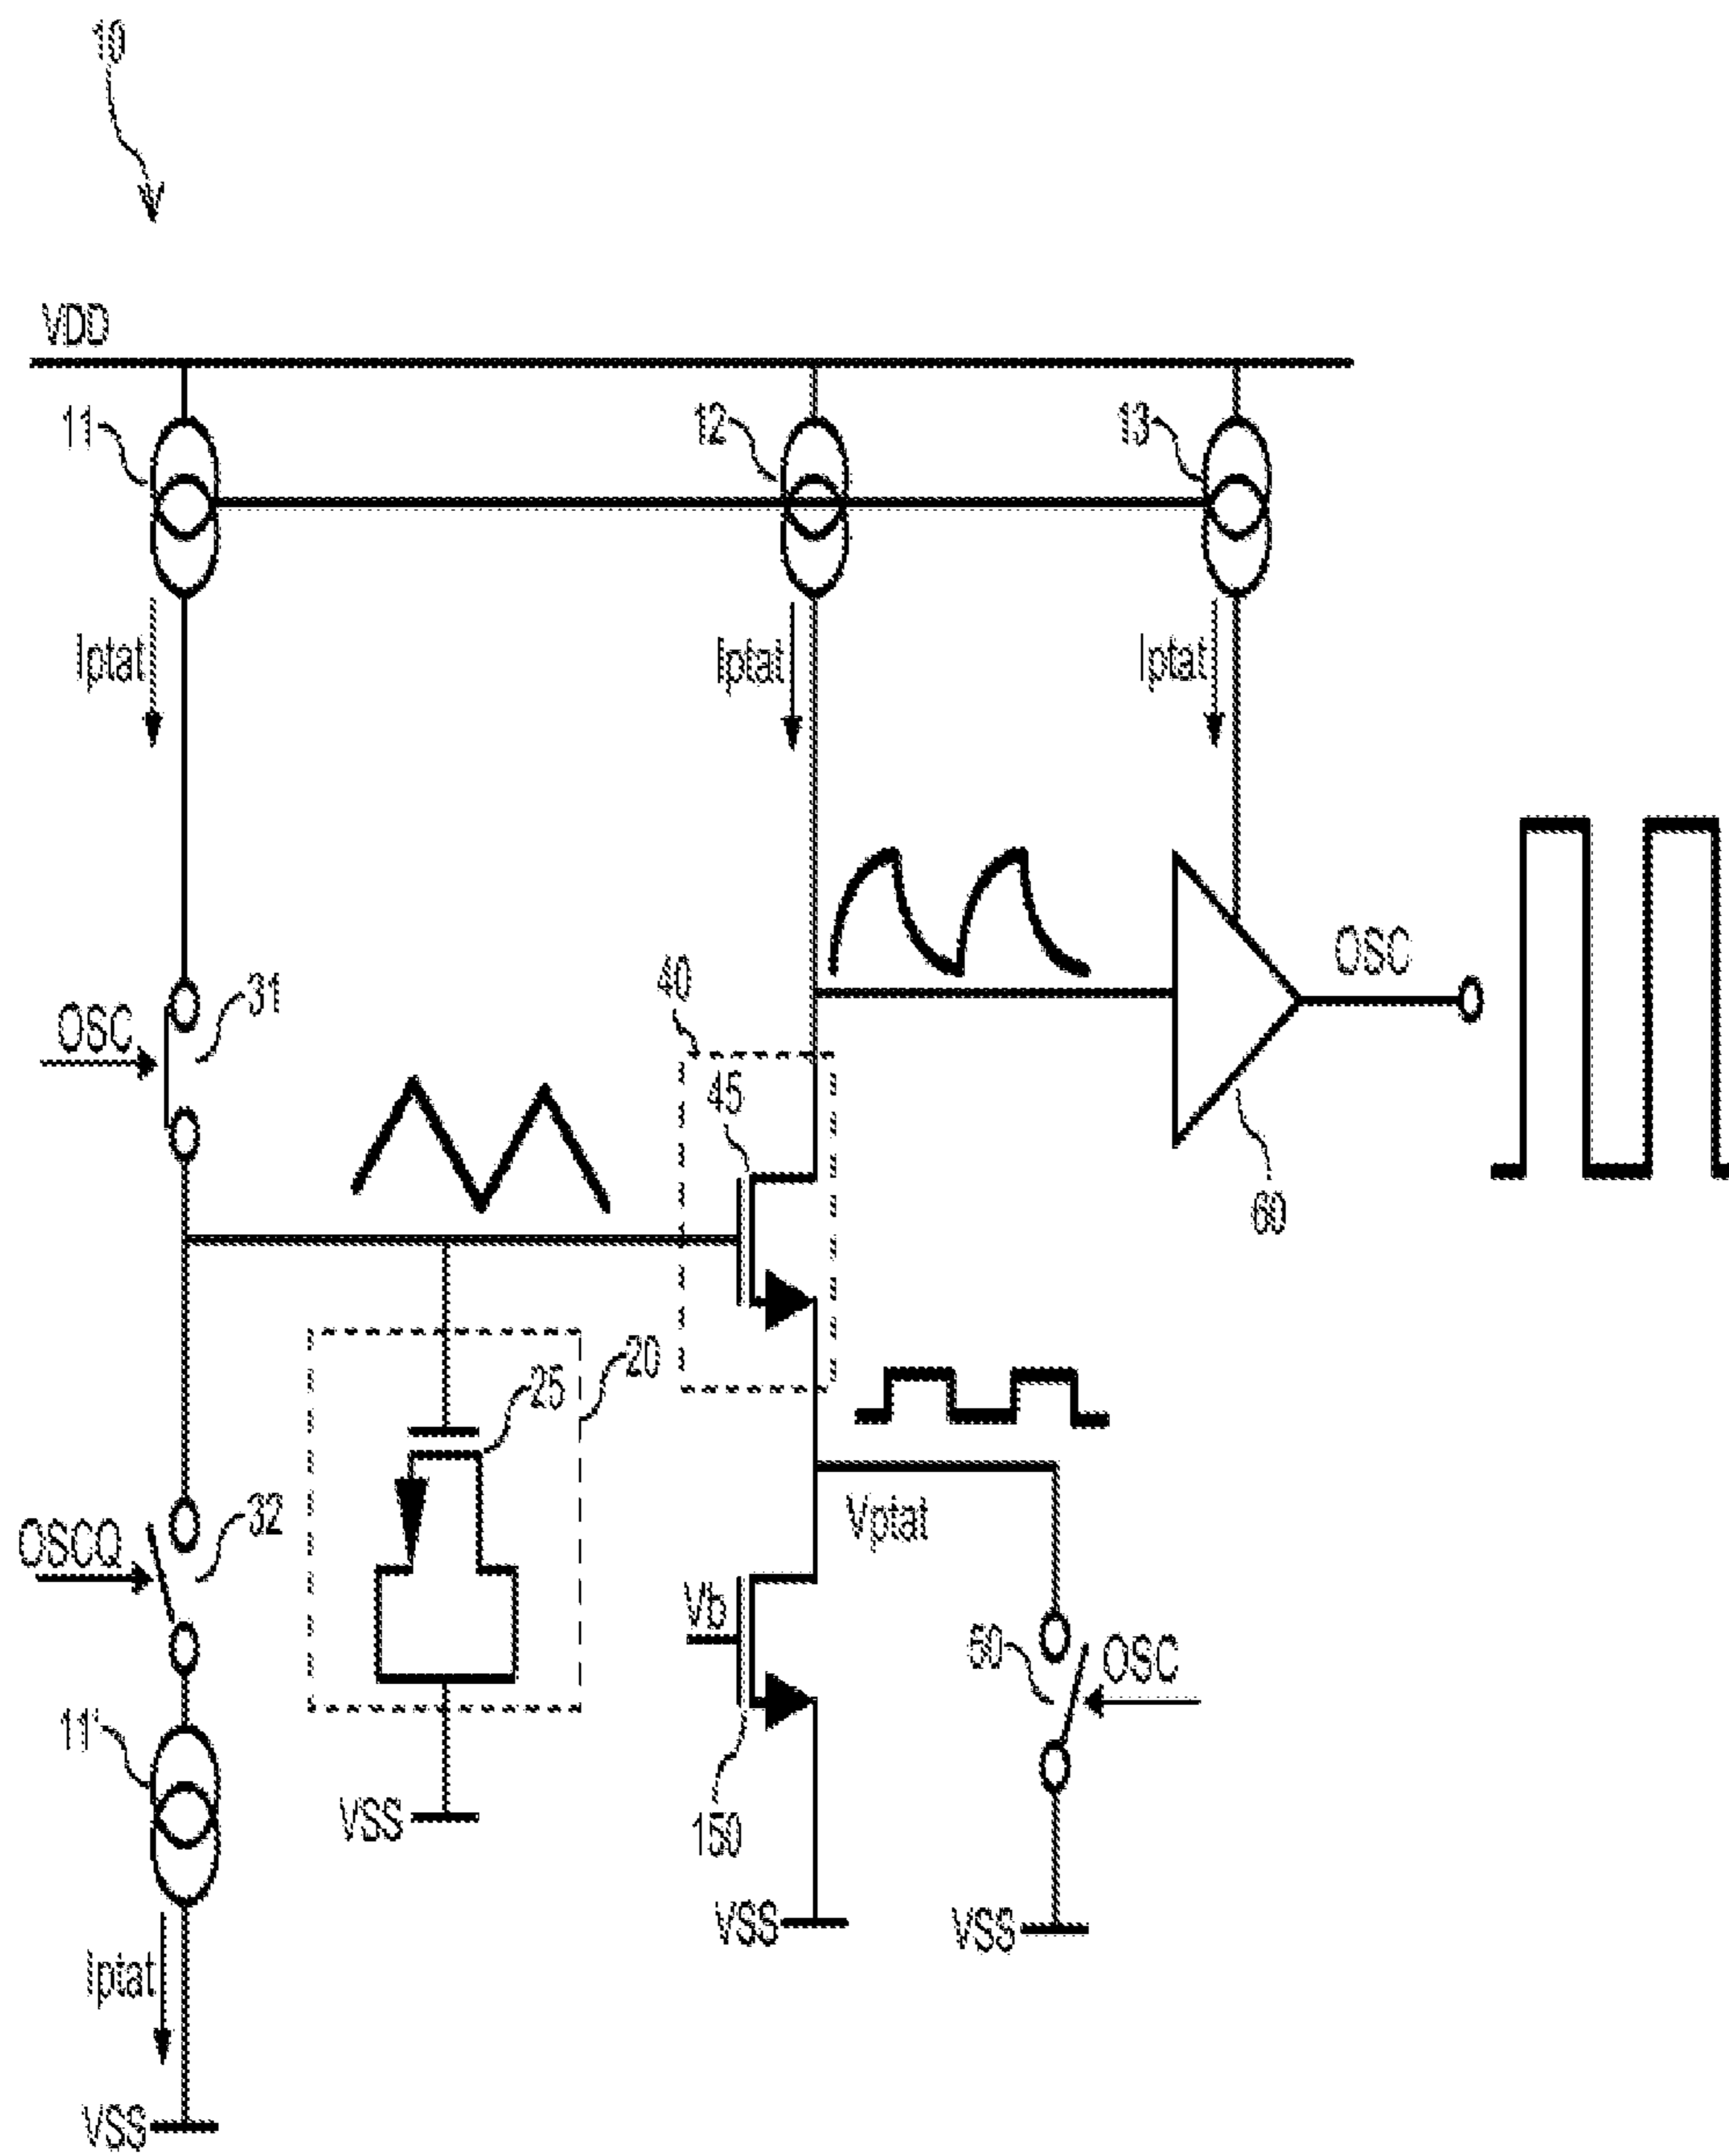 10
VDD
11
12
13
Iptat
Iptat
Iptat
OSC
31
40
45
OSC
60
OSCQ
32
25
20
Vptat
Vb
50
OSC
11'
VSS
150
VSS
VSS
Iptat
VSS